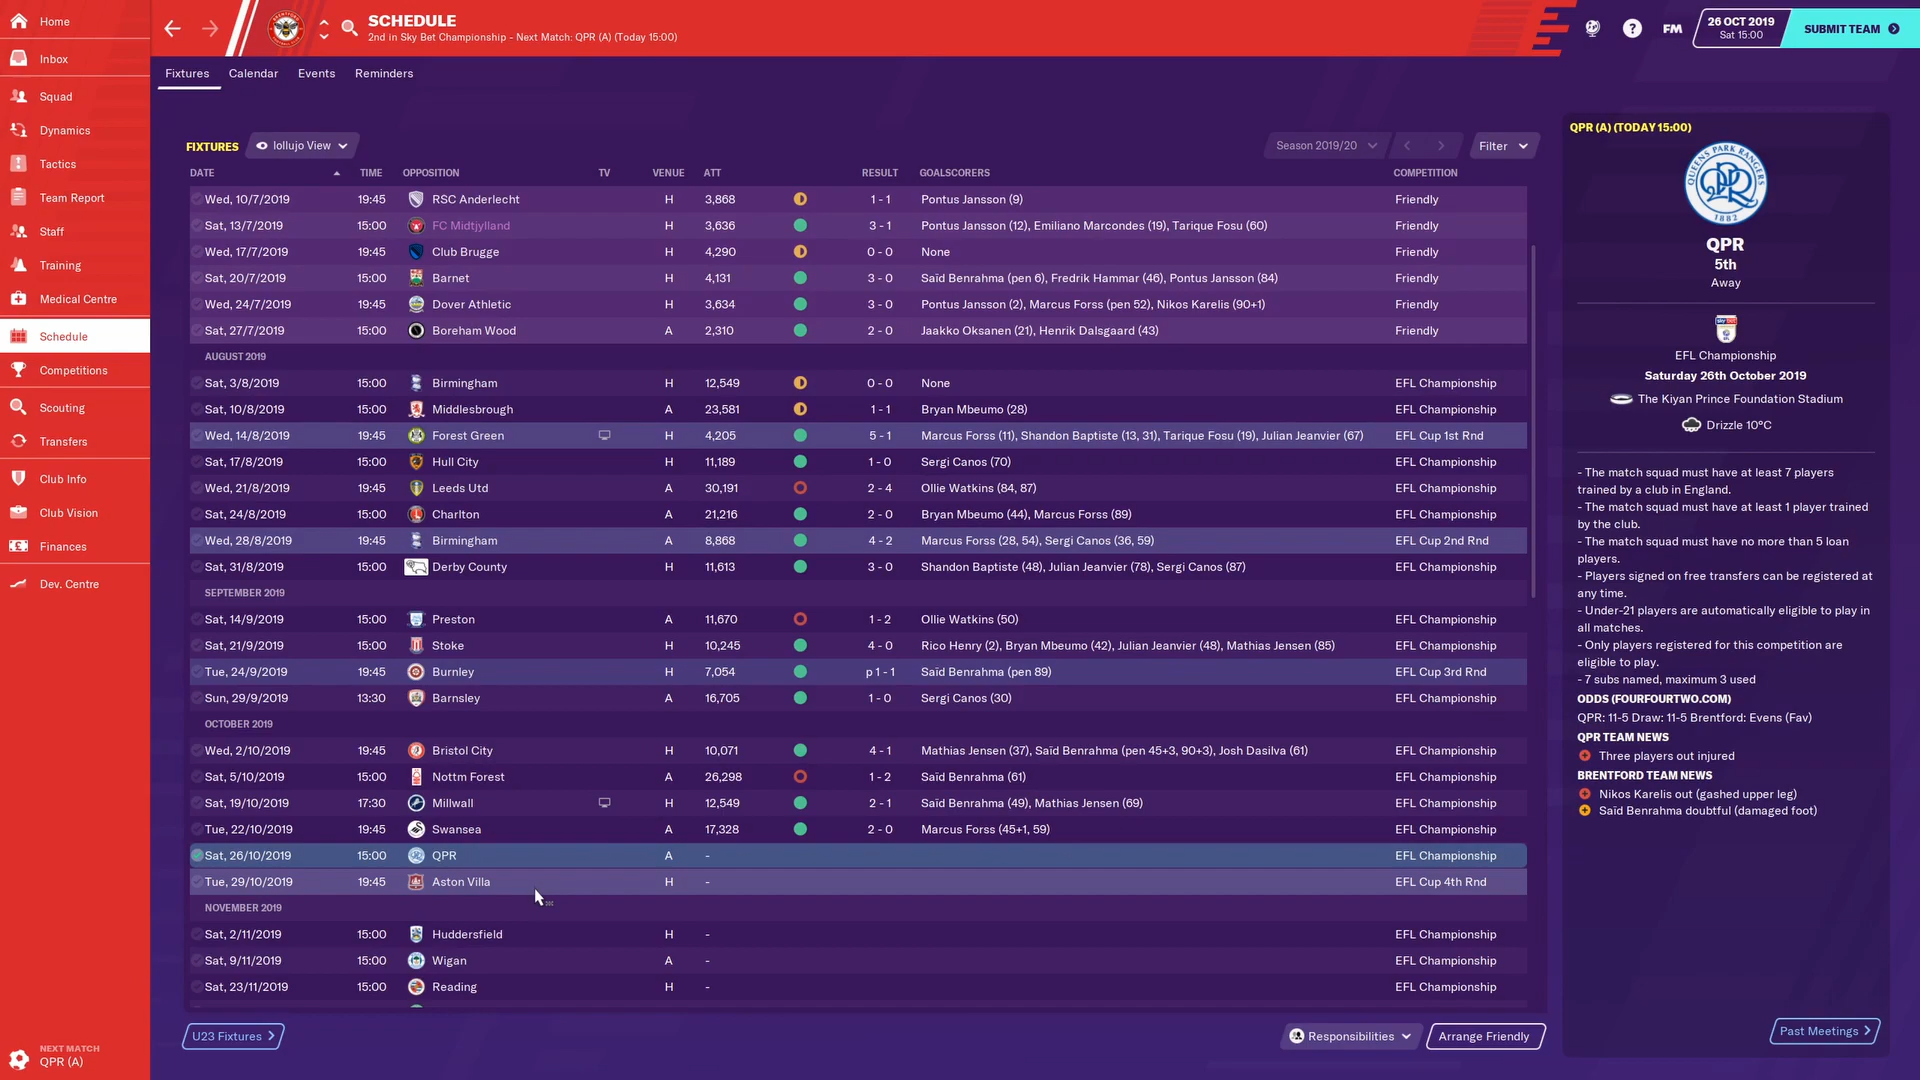 Home
Inbox
Squad
Dynamics
Tactics
Team Report
Staff
Training
Medical Centre
Schedule
Competitions
Scouting
Transfers
Club Info
Club Vision
Finances
Dev. Centre
NEXT MATCH
QPR (A)
SCHEDULE
2nd in Sky Bet Championship - Next Match: QPR (A) (Today 15:00)
FM
26 OCT 2019
Sat 15:00
SUBMIT TEAM
Fixtures Calendar Events Reminders
FIXTURES lollujo View Season 2019/20 Filter
DATE TIME OPPOSITION TV VENUE ATT RESULT GOALSCORERS COMPETITION
Wed, 10/7/2019 19:45 RSC Anderlecht H 3,868 1 - 1 Pontus Jansson (9) Friendly
Sat, 13/7/2019 15:00 FC Midtjylland H 3,636 3 - 1 Pontus Jansson (12), Emiliano Marcondes (19), Tarique Fosu (60) Friendly
Wed, 17/7/2019 19:45 Club Brugge H 4,290 0 - 0 None Friendly
Sat, 20/7/2019 15:00 Barnet H 4,131 3 - 0 Saïd Benrahma (pen 6), Fredrik Hammar (46), Pontus Jansson (84) Friendly
Wed, 24/7/2019 19:45 Dover Athletic H 3,634 3 - 0 Pontus Jansson (2), Marcus Forss (pen 52), Nikos Karelis (90+1) Friendly
Sat, 27/7/2019 15:00 Boreham Wood A 2,310 2 - 0 Jaakko Oksanen (21), Henrik Dalsgaard (43) Friendly
AUGUST 2019
Sat, 3/8/2019 15:00 Birmingham H 12,549 0 - 0 None EFL Championship
Sat, 10/8/2019 15:00 Middlesbrough A 23,581 1 - 1 Bryan Mbeumo (28) EFL Championship
Wed, 14/8/2019 19:45 Forest Green H 4,205 5 - 1 Marcus Forss (11), Shandon Baptiste (13, 31), Tarique Fosu (19), Julian Jeanvier (67) EFL Cup 1st Rnd
Sat, 17/8/2019 15:00 Hull City H 11,189 1 - 0 Sergi Canos (70) EFL Championship
Wed, 21/8/2019 19:45 Leeds Utd A 30,191 2 - 4 Ollie Watkins (84, 87) EFL Championship
Sat, 24/8/2019 15:00 Charlton A 21,216 2 - 0 Bryan Mbeumo (44), Marcus Forss (89) EFL Championship
Wed, 28/8/2019 19:45 Birmingham A 8,868 4 - 2 Marcus Forss (28, 54), Sergi Canos (36, 59) EFL Cup 2nd Rnd
Sat, 31/8/2019 15:00 Derby County H 11,613 3 - 0 Shandon Baptiste (48), Julian Jeanvier (78), Sergi Canos (87) EFL Championship
SEPTEMBER 2019
Sat, 14/9/2019 15:00 Preston A 11,670 1 - 2 Ollie Watkins (50) EFL Championship
Sat, 21/9/2019 15:00 Stoke H 10,245 4 - 0 Rico Henry (2), Bryan Mbeumo (42), Julian Jeanvier (48), Mathias Jensen (85) EFL Championship
Tue, 24/9/2019 19:45 Burnley H 7,054 p 1 - 1 Saïd Benrahma (pen 89) EFL Cup 3rd Rnd
Sun, 29/9/2019 13:30 Barnsley A 16,705 1 - 0 Sergi Canos (30) EFL Championship
OCTOBER 2019
Wed, 2/10/2019 19:45 Bristol City H 10,071 4 - 1 Mathias Jensen (37), Saïd Benrahma (pen 45+3, 90+3), Josh Dasilva (61) EFL Championship
Sat, 5/10/2019 15:00 Nottm Forest A 26,298 1 - 2 Saïd Benrahma (61) EFL Championship
Sat, 19/10/2019 17:30 Millwall H 12,549 2 - 1 Saïd Benrahma (49), Mathias Jensen (69) EFL Championship
Tue, 22/10/2019 19:45 Swansea A 17,328 2 - 0 Marcus Forss (45+1, 59) EFL Championship
Sat, 26/10/2019 15:00 QPR A - EFL Championship
Tue, 29/10/2019 19:45 Aston Villa H - EFL Cup 4th Rnd
NOVEMBER 2019
Sat, 2/11/2019 15:00 Huddersfield H - EFL Championship
Sat, 9/11/2019 15:00 Wigan A - EFL Championship
Sat, 23/11/2019 15:00 Reading H - EFL Championship
U23 Fixtures Responsibilities Arrange Friendly
QPR (A) (TODAY 15:00)
QUEENS PARK RANGERS
QPR
1882
QPR
5th
Away
EFL Championship
Saturday 26th October 2019
The Kiyan Prince Foundation Stadium
Drizzle 10°C
- The match squad must have at least 7 players
trained by a club in England.
- The match squad must have at least 1 player trained
by the club.
- The match squad must have no more than 5 loan
players.
- Players signed on free transfers can be registered at
any time.
- Under-21 players are automatically eligible to play in
all matches.
- Only players registered for this competition are
eligible to play.
- 7 subs named, maximum 3 used
ODDS (FOURFOURTWO.COM)
QPR: 11-5 Draw: 11-5 Brentford: Evens (Fav)
QPR TEAM NEWS
Three players out injured
BRENTFORD TEAM NEWS
Nikos Karelis out (gashed upper leg)
Saïd Benrahma doubtful (damaged foot)
Past Meetings